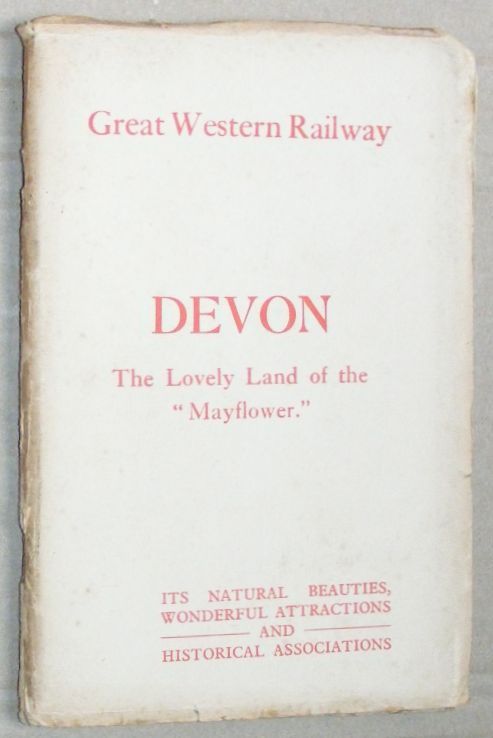 Great Western Railway
DEVON
The Lovely Land of the
“Mayflower.”
ITS NATURAL BEAUTIES,
WONDERFUL ATTRACTIONS
AND
HISTORICAL ASSOCIATIONS